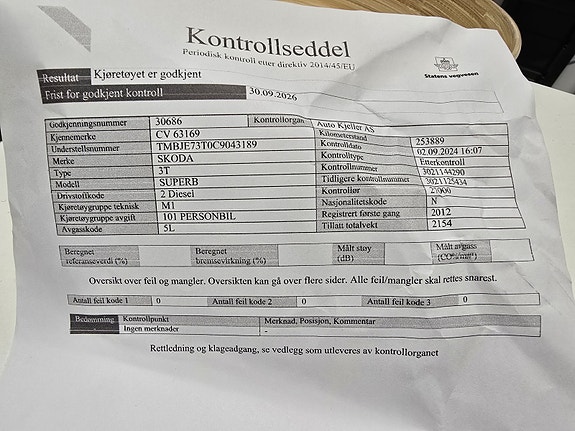 Kontrollseddel
Periodisk kontroll etter direktiv 2014/45/EU
Statens vegvesen
Resultat Kjøretøyet er godkjent
Frist for godkjent kontroll 30.09.2026
Godkjenningsnummer 30686 Kontrollorgan Auto Kjeller AS
Kjennemerke CV 63169 Kilometerstand 253889
Understellsnummer TMBJE73T0C9043189 Kontrolldato 02.09.2024 16:07
Merke SKODA Kontrolltype Etterkontroll
Type 3T Kontrollnummer 3021144290
Modell SUPERB Tidligere kontrollnummer 3021125434
Drivstoffkode 2 Diesel Kontrollør
Kjøretøygruppe teknisk M1 Nasjonalitetskode N
Kjøretøygruppe avgift 101 PERSONBIL Registrert første gang 2012
Avgasskode 5L Tillatt totalvekt 2154
Beregnet referanseverdi (%) Beregnet bremsevirkning (%) Målt støy (dB) Målt avgass
Oversikt over feil og mangler. Oversikten kan gå over flere sider. Alle feil/mangler skal rettes snarest.
Antall feil kode 1 0 Antall feil kode 2 0 Antall feil kode 3 0
Bedømming Kontrollpunkt Merknad, Posisjon, Kommentar
Ingen merknader -
Rettledning og klageadgang, se vedlegg som utleveres av kontrollorganet